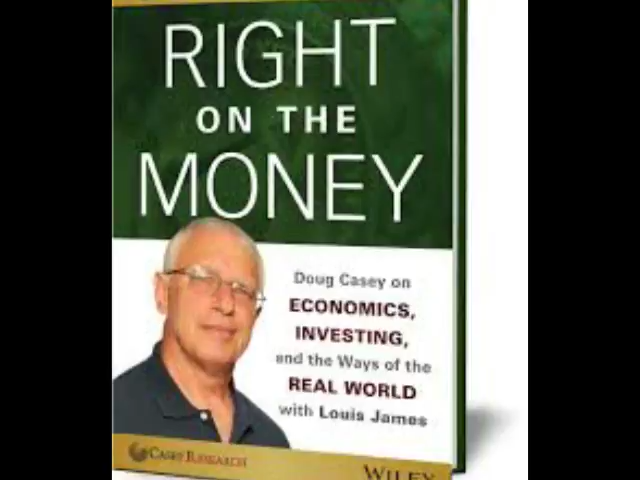 RIGHT
ON THE
MONEY
Doug Casey on
ECONOMICS,
INVESTING,
and the Ways of the
REAL WORLD
with Louis James
CASEY RESEARCH
WILEY